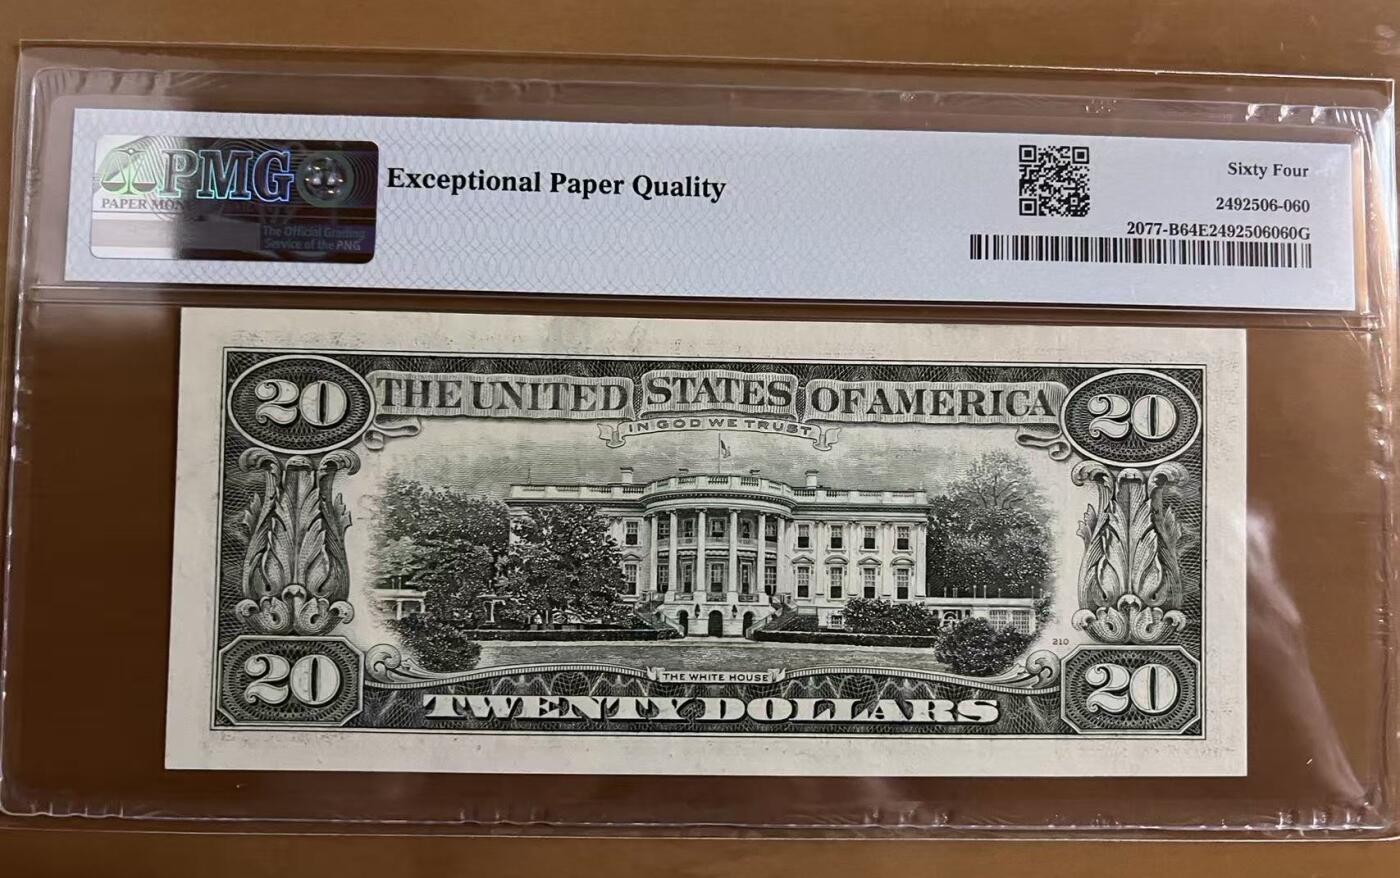 PMG
PAPER MON
The Official Grading
Service of the PNG
Exceptional Paper Quality
Sixty Four
2492506-060
2077-B64E2492506060G
20 THE UNITED STATES OF AMERICA 20
IN GOD WE TRUST
210
THE WHITE HOUSE
20 TWENTY DOLLARS 20